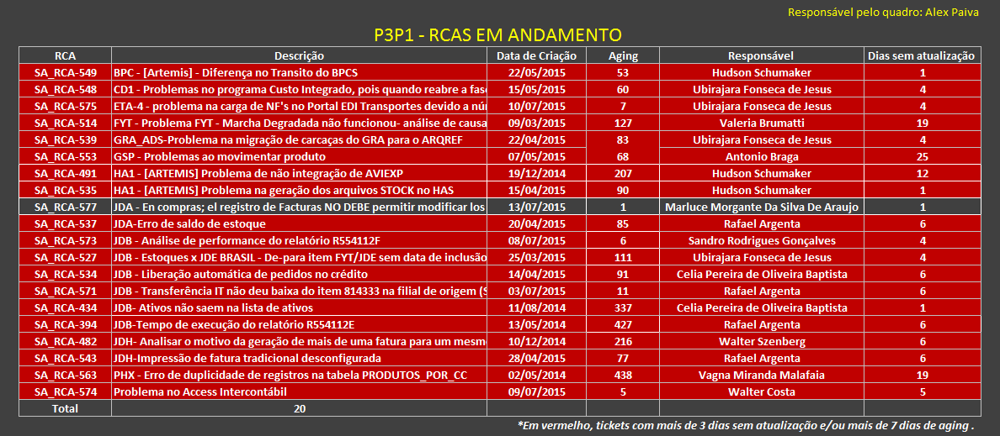 Responsável pelo quadro: Alex Paiva
P3P1 - RCAS EM ANDAMENTO
RCA Descrição Data de Criação Aging Responsável Dias sem atualização
SA_RCA-549 BPC - [Artemis] - Diferença no Transito do BPCS 22/05/2015 53 Hudson Schumaker 1
SA_RCA-548 CD1 - Problemas no programa Custo Integrado, pois quando reabre a fase 15/05/2015 60 Ubirajara Fonseca de Jesus 4
SA_RCA-575 ETA-4 - problema na carga de NF's no Portal EDI Transportes devido a nú 10/07/2015 7 Ubirajara Fonseca de Jesus 4
SA_RCA-514 FYT - Problema FYT - Marcha Degradada não funcionou- análise de causa 09/03/2015 127 Valeria Brumatti 19
SA_RCA-539 GRA_ADS-Problema na migração de carcaças do GRA para o ARQREF 22/04/2015 83 Ubirajara Fonseca de Jesus 4
SA_RCA-553 GSP - Problemas ao movimentar produto 07/05/2015 68 Antonio Braga 25
SA_RCA-491 HA1 - [ARTEMIS] Problema de não integração de AVIEXP 19/12/2014 207 Hudson Schumaker 12
SA_RCA-535 HA1 - [ARTEMIS] Problema na geração dos arquivos STOCK no HAS 15/04/2015 90 Hudson Schumaker 1
SA_RCA-577 JDA - En compras; el registro de Facturas NO DEBE permitir modificar los 13/07/2015 1 Marluce Morgante Da Silva De Araujo 1
SA_RCA-537 JDA-Erro de saldo de estoque 20/04/2015 85 Rafael Argenta 6
SA_RCA-573 JDB - Análise de performance do relatório R554112F 08/07/2015 6 Sandro Rodrigues Gonçalves 4
SA_RCA-527 JDB - Estoques x JDE BRASIL - De-para item FYT/JDE sem data de inclusão 25/03/2015 111 Ubirajara Fonseca de Jesus 4
SA_RCA-534 JDB - Liberação automática de pedidos no crédito 14/04/2015 91 Celia Pereira de Oliveira Baptista 6
SA_RCA-571 JDB - Transferência IT não deu baixa do item 814333 na filial de origem (S 03/07/2015 11 Rafael Argenta 6
SA_RCA-434 JDB- Ativos não saem na lista de ativos 11/08/2014 337 Celia Pereira de Oliveira Baptista 1
SA_RCA-394 JDB-Tempo de execução do relatório R554112E 13/05/2014 427 Rafael Argenta 6
SA_RCA-482 JDH- Analisar o motivo da geração de mais de uma fatura para um mesmo 10/12/2014 216 Walter Szenberg 6
SA_RCA-543 JDH-Impressão de fatura tradicional desconfigurada 28/04/2015 77 Rafael Argenta 6
SA_RCA-563 PHX - Erro de duplicidade de registros na tabela PRODUTOS_POR_CC 02/05/2014 438 Vagna Miranda Malafaia 19
SA_RCA-574 Problema no Access Intercontábil 09/07/2015 5 Walter Costa 5
Total 20
*Em vermelho, tickets com mais de 3 dias sem atualização e/ou mais de 7 dias de aging .